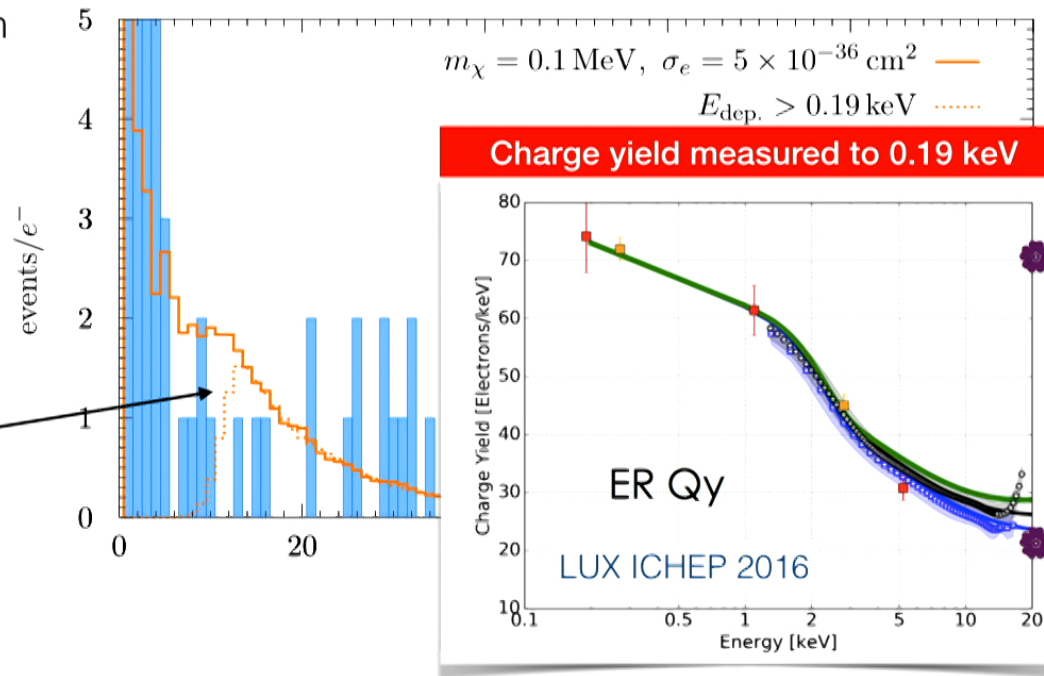 5
4
3
2
1
0
0
20
events/e⁻
m_χ = 0.1 MeV, σ_e = 5 × 10⁻³⁶ cm²
E_dep. > 0.19 keV
Charge yield measured to 0.19 keV
80
70
60
50
40
30
20
10
0.1
0.5
1
2
5
10
20
Charge Yield [Electrons/keV]
Energy [keV]
ER Qy
LUX ICHEP 2016